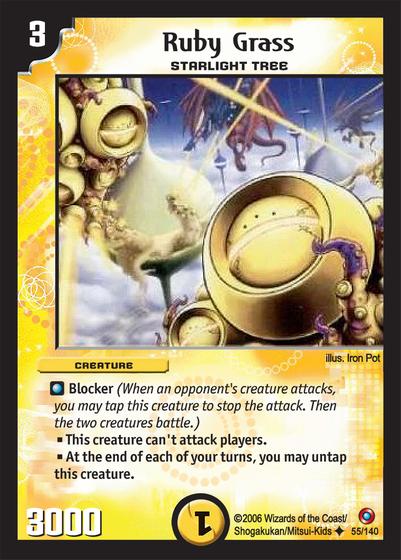 3
Ruby Grass
STARLIGHT TREE
illus. Iron Pot
CREATURE
Blocker (When an opponent's creature attacks,
you may tap this creature to stop the attack. Then
the two creatures battle.)
▪ This creature can't attack players.
▪ At the end of each of your turns, you may untap
this creature.
3000
1
©2006 Wizards of the Coast/
Shogakukan/Mitsui-Kids ✦ 55/140